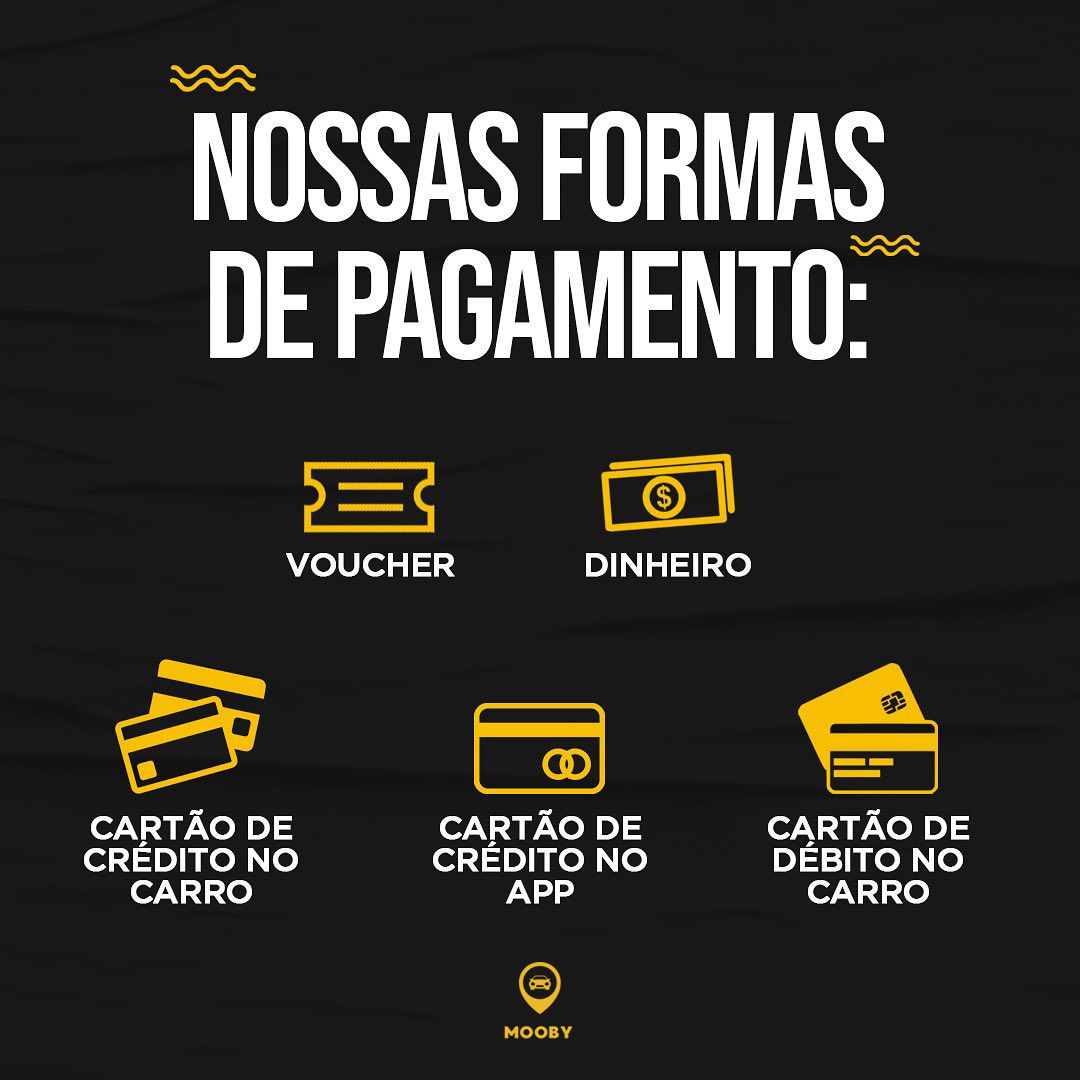 NOSSAS FORMAS
DE PAGAMENTO:
VOUCHER
DINHEIRO
CARTÃO DE
CRÉDITO NO
CARRO
CARTÃO DE
CRÉDITO NO
APP
CARTÃO DE
DÉBITO NO
CARRO
MOOBY